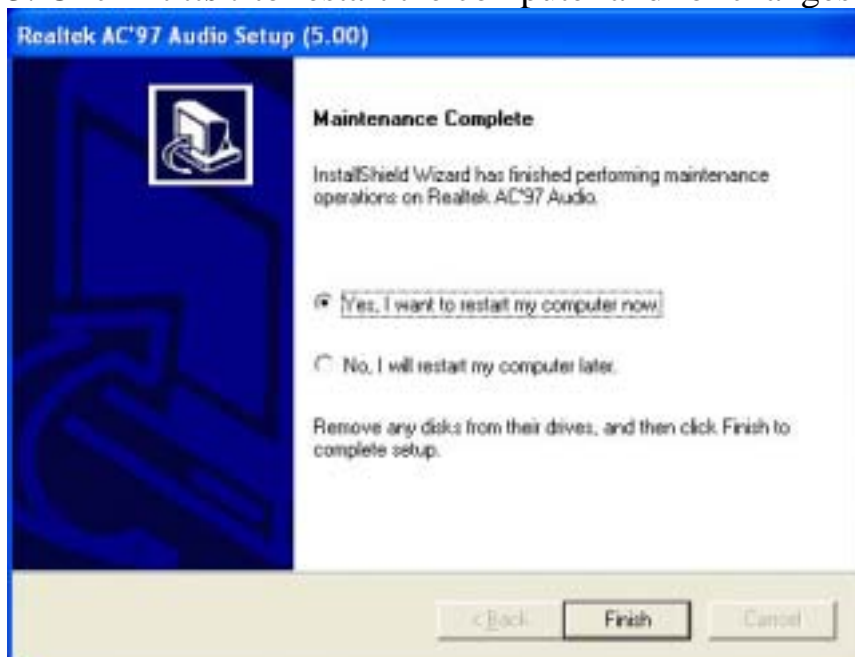 Realtek AC'97 Audio Setup (5.00)
Maintenance Complete
InstallShield Wizard has finished performing maintenance
operations on Realtek AC'97 Audio.
Yes, I want to restart my computer now.
No, I will restart my computer later.
Remove any disks from their drives, and then click Finish to
complete setup.
< Back Finish Cancel